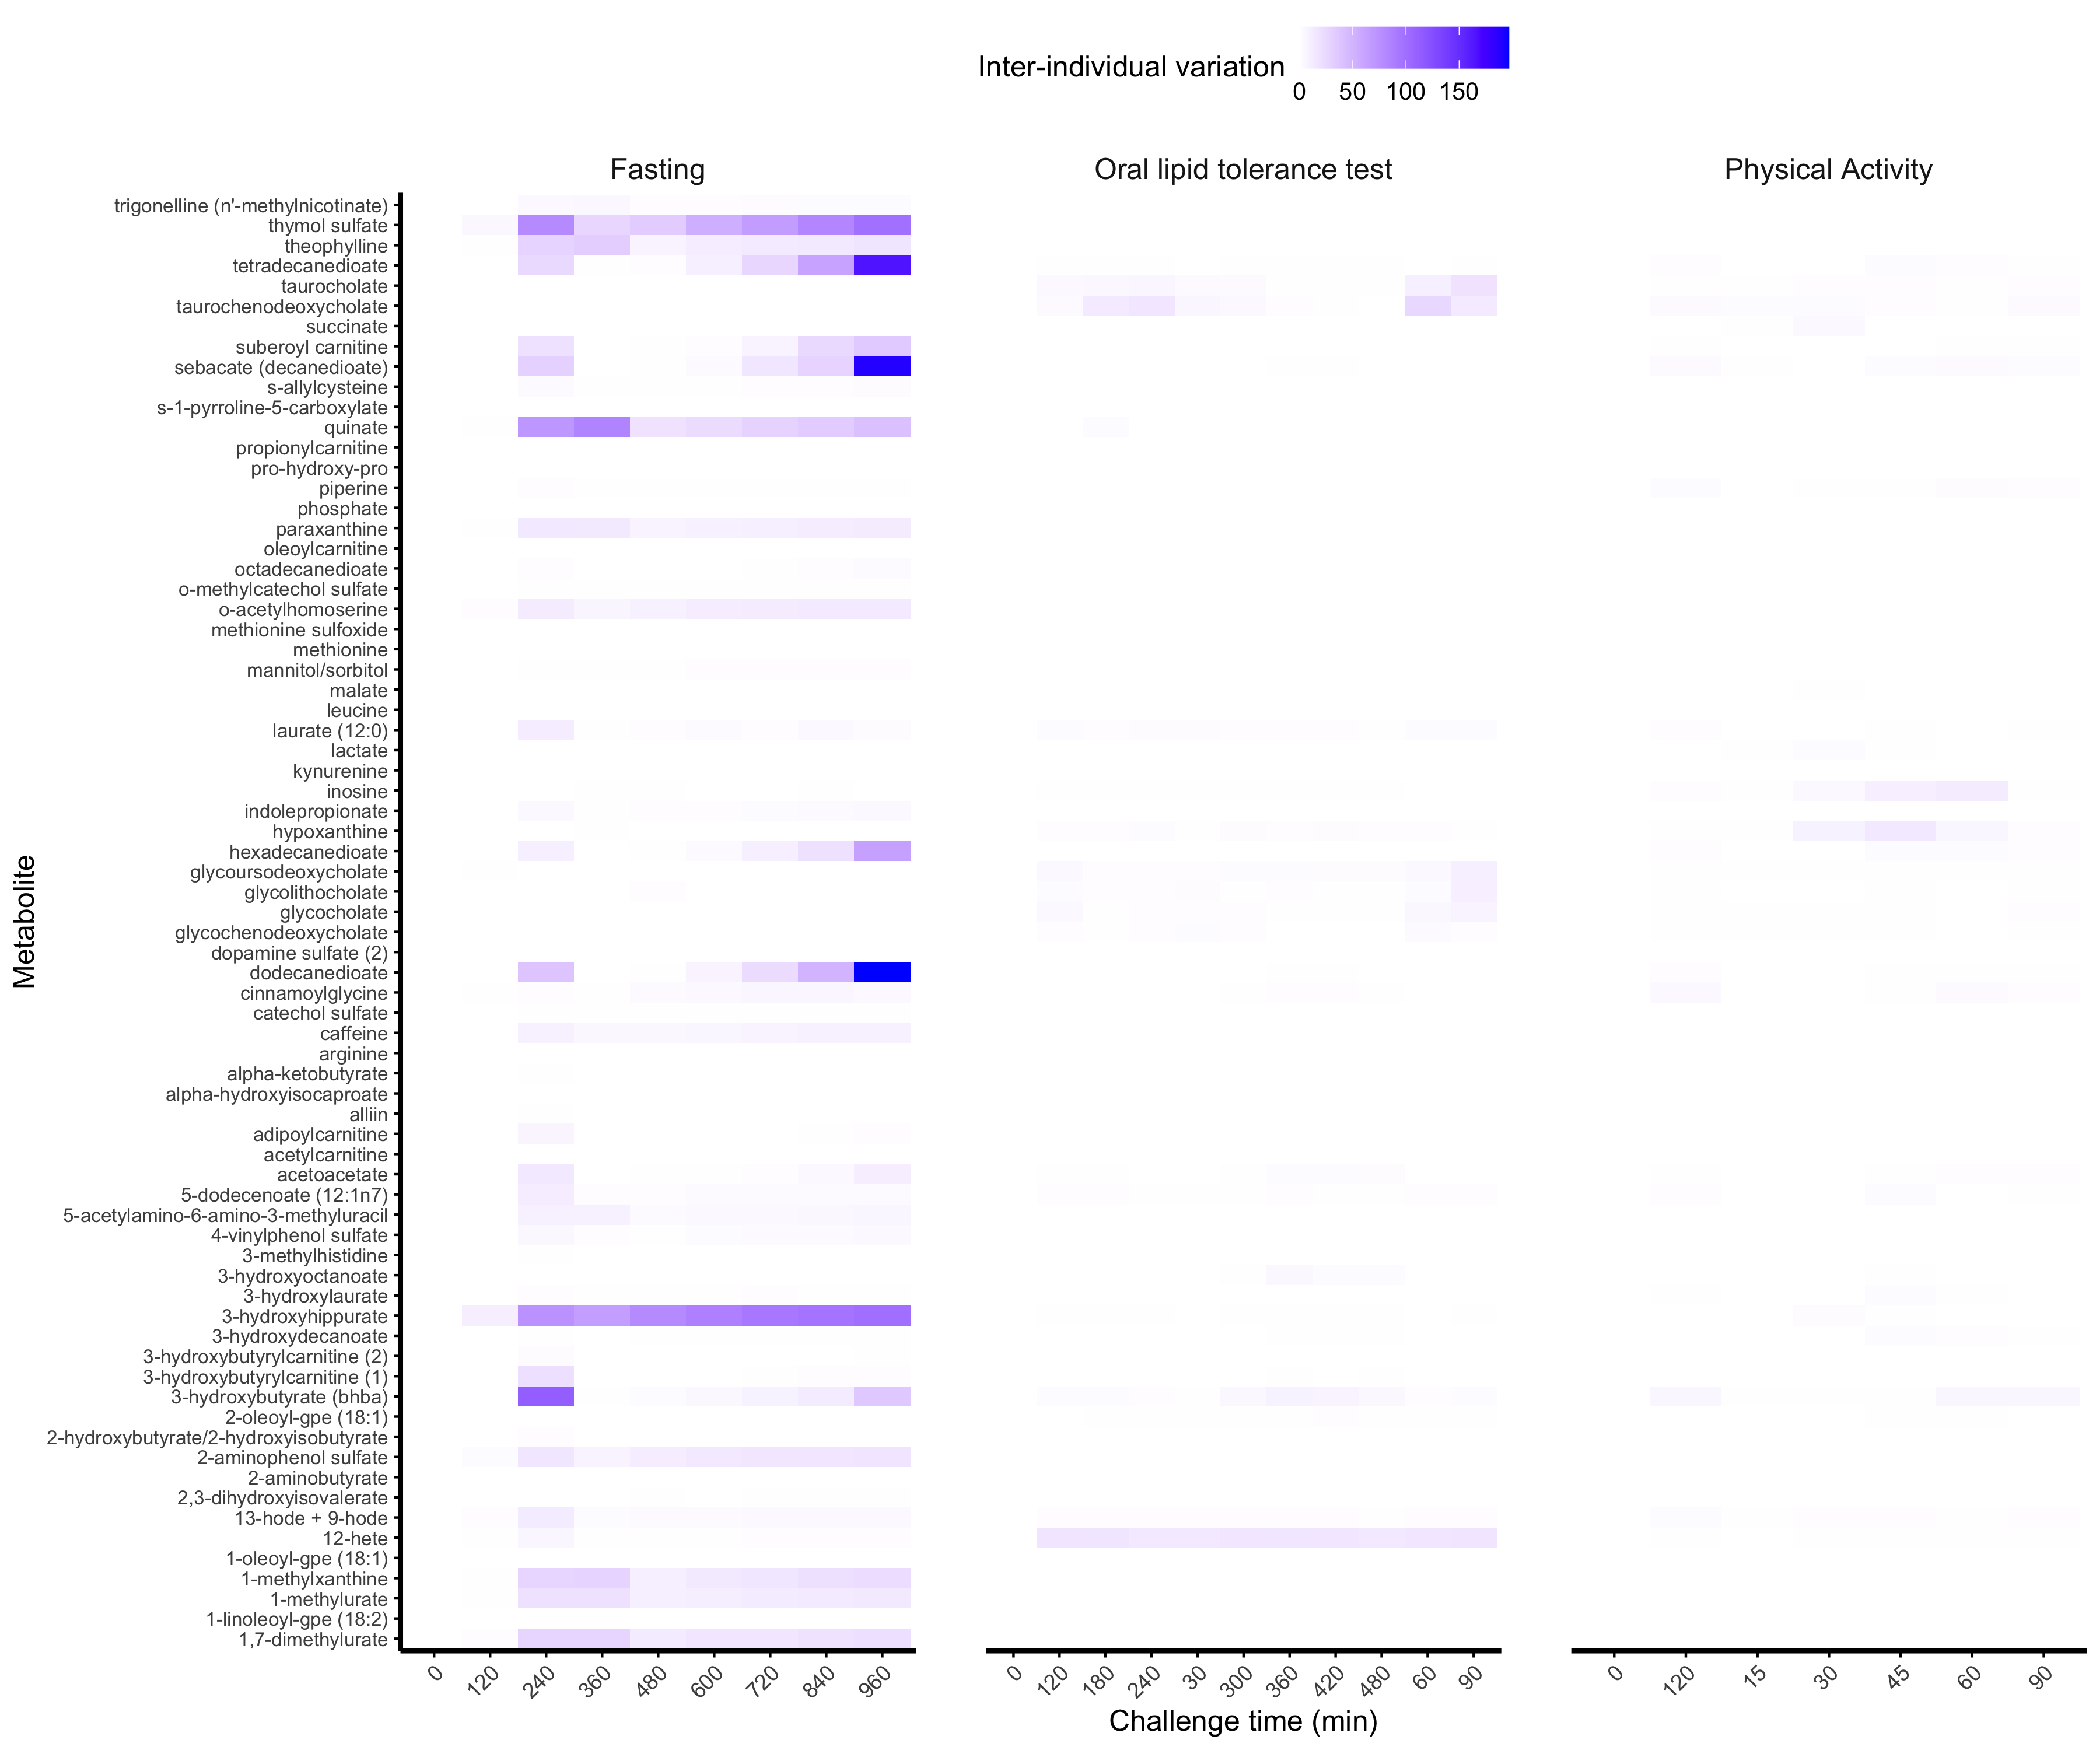 Inter-individual variation
0 50 100 150
Fasting
Oral lipid tolerance test
Physical Activity
Metabolite
trigonelline (n'-methylnicotinate)
thymol sulfate
theophylline
tetradecanedioate
taurocholate
taurochenodeoxycholate
succinate
suberoyl carnitine
sebacate (decanedioate)
s-allylcysteine
s-1-pyrroline-5-carboxylate
quinate
propionylcarnitine
pro-hydroxy-pro
piperine
phosphate
paraxanthine
oleoylcarnitine
octadecanedioate
o-methylcatechol sulfate
o-acetylhomoserine
methionine sulfoxide
methionine
mannitol/sorbitol
malate
leucine
laurate (12:0)
lactate
kynurenine
inosine
indolepropionate
hypoxanthine
hexadecanedioate
glycoursodeoxycholate
glycolithocholate
glycocholate
glycochenodeoxycholate
dopamine sulfate (2)
dodecanedioate
cinnamoylglycine
catechol sulfate
caffeine
arginine
alpha-ketobutyrate
alpha-hydroxyisocaproate
alliin
adipoylcarnitine
acetylcarnitine
acetoacetate
5-dodecenoate (12:1n7)
5-acetylamino-6-amino-3-methyluracil
4-vinylphenol sulfate
3-methylhistidine
3-hydroxyoctanoate
3-hydroxylaurate
3-hydroxyhippurate
3-hydroxydecanoate
3-hydroxybutyrylcarnitine (2)
3-hydroxybutyrylcarnitine (1)
3-hydroxybutyrate (bhba)
2-oleoyl-gpe (18:1)
2-hydroxybutyrate/2-hydroxyisobutyrate
2-aminophenol sulfate
2-aminobutyrate
2,3-dihydroxyisovalerate
13-hode + 9-hode
12-hete
1-oleoyl-gpe (18:1)
1-methylxanthine
1-methylurate
1-linoleoyl-gpe (18:2)
1,7-dimethylurate
0 120 240 360 480 600 720 840 960
0 120 180 240 30 300 360 420 480 60 90
0 120 15 30 45 60 90
Challenge time (min)